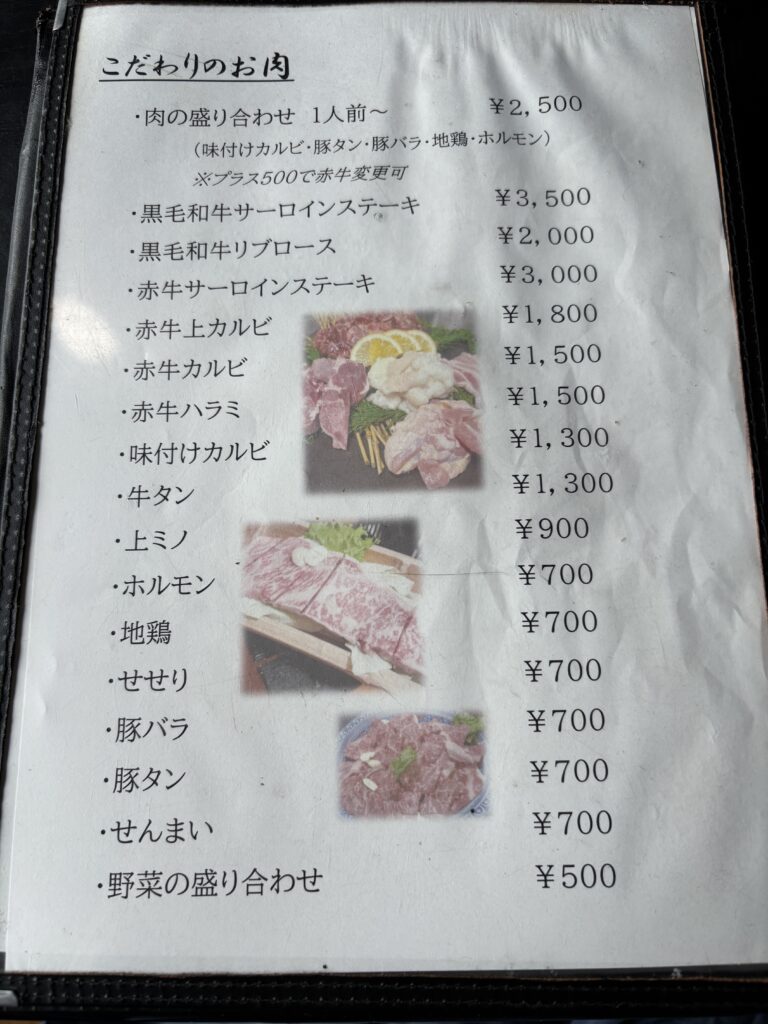 こだわりのお肉
・肉の盛り合わせ 1人前～ ￥2,500
（味付けカルビ・豚タン・豚バラ・地鶏・ホルモン）
※プラス500で赤牛変更可
・黒毛和牛サーロインステーキ ￥3,500
・黒毛和牛リブロース ￥2,000
・赤牛サーロインステーキ ￥3,000
・赤牛上カルビ ￥1,800
・赤牛カルビ ￥1,500
・赤牛ハラミ ￥1,500
・味付けカルビ ￥1,300
・牛タン ￥1,300
・上ミノ ￥900
・ホルモン ￥700
・地鶏 ￥700
・せせり ￥700
・豚バラ ￥700
・豚タン ￥700
・せんまい ￥700
・野菜の盛り合わせ ￥500